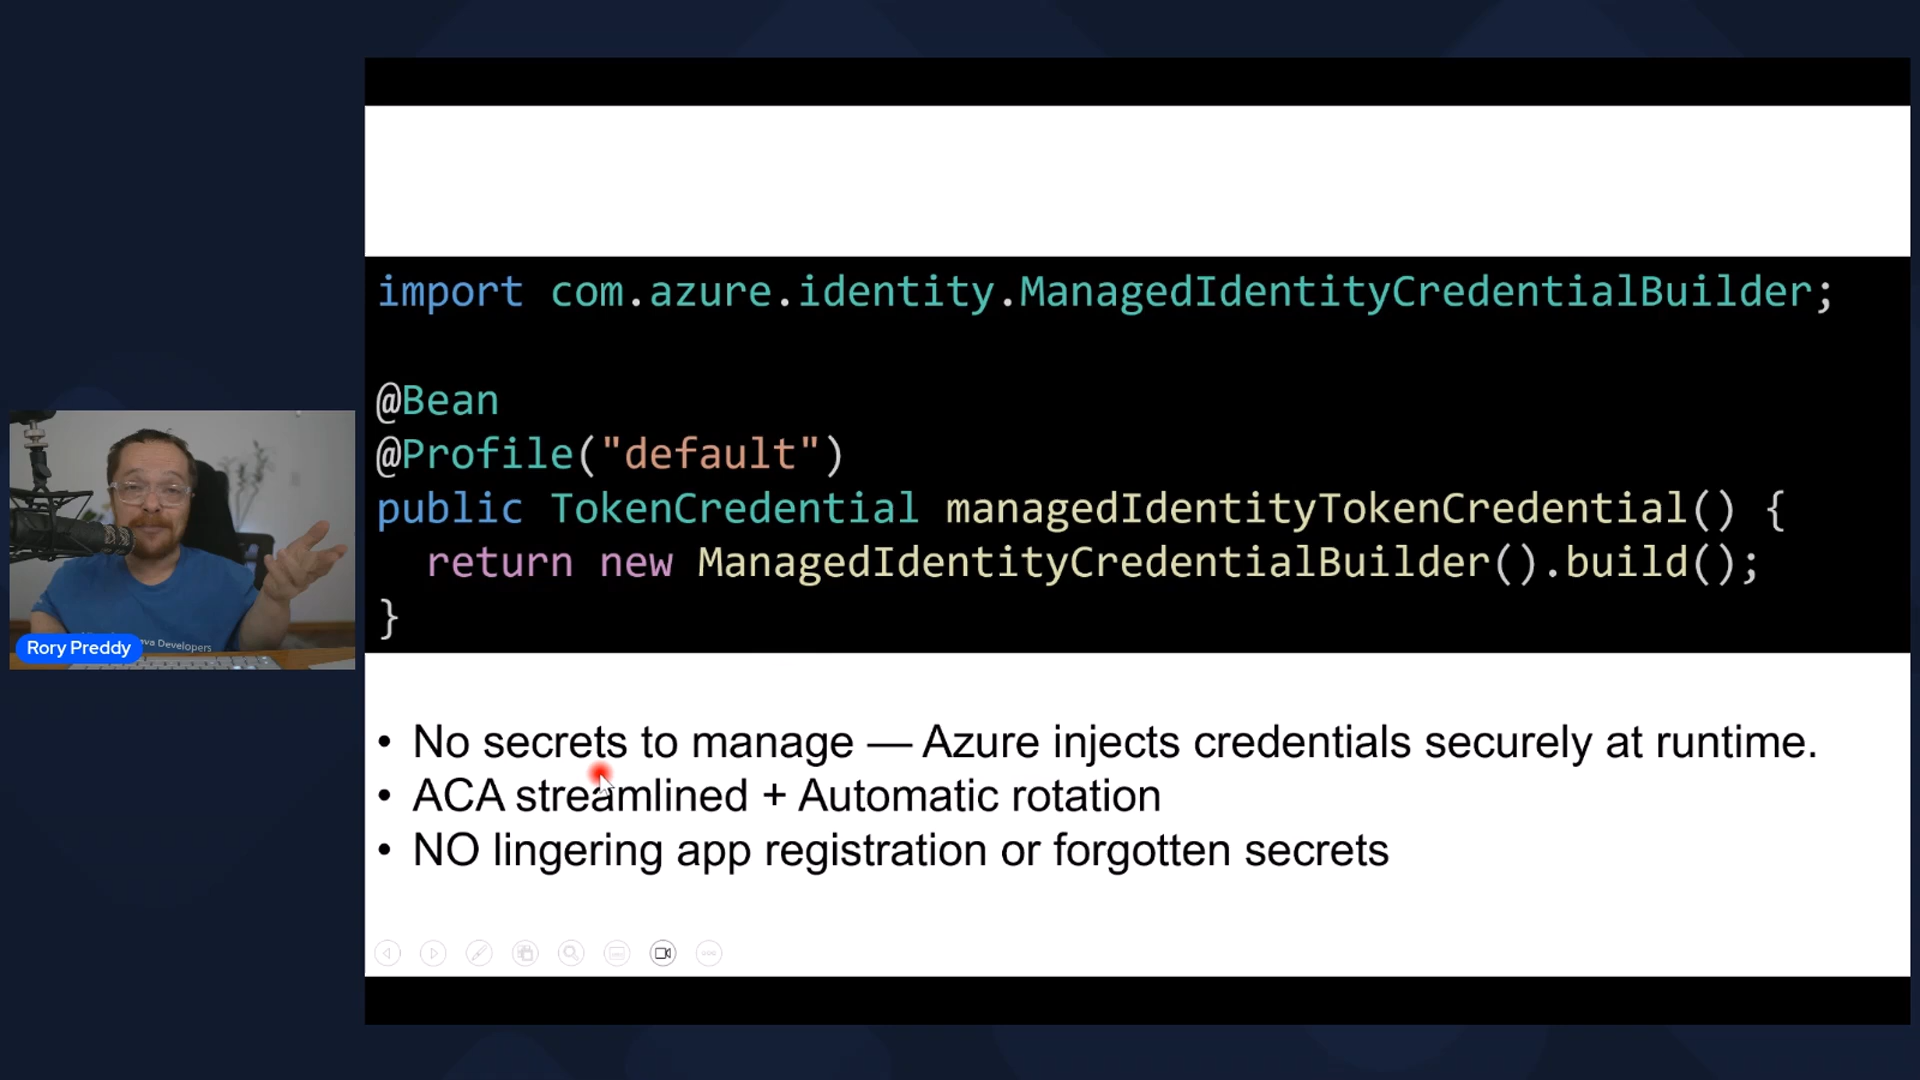 import com.azure.identity.ManagedIdentityCredentialBuilder;
@Bean
@Profile("default")
public TokenCredential managedIdentityTokenCredential() {
return new ManagedIdentityCredentialBuilder().build();
}
Rory Preddy
Java Developers
• No secrets to manage — Azure injects credentials securely at runtime.
• ACA streamlined + Automatic rotation
• NO lingering app registration or forgotten secrets